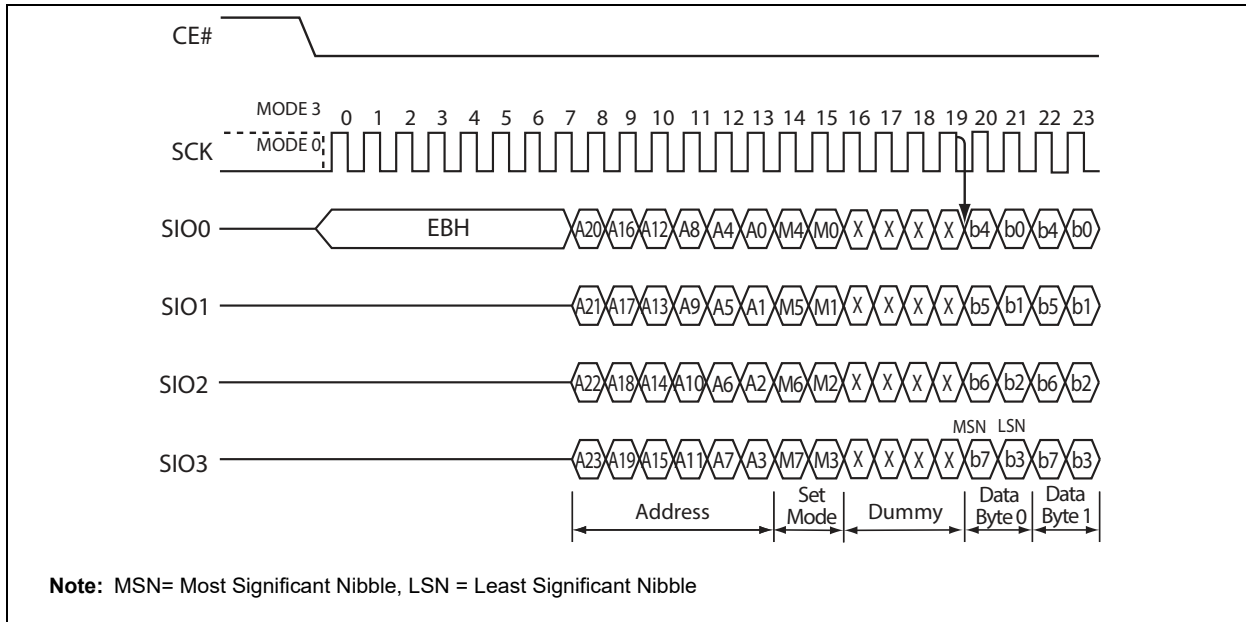 CE#
MODE 3
0 1 2 3 4 5 6 7 8 9 10 11 12 13 14 15 16 17 18 19 20 21 22 23
SCK
MODE 0
SIO0
EBH
A20 A16 A12 A8 A4 A0 M4 M0 X X X X b4 b0 b4 b0
SIO1
A21 A17 A13 A9 A5 A1 M5 M1 X X X X b5 b1 b5 b1
SIO2
A22 A18 A14 A10 A6 A2 M6 M2 X X X X b6 b2 b6 b2
MSN LSN
SIO3
A23 A19 A15 A11 A7 A3 M7 M3 X X X X b7 b3 b7 b3
Address
Set
Mode
Dummy
Data
Byte 0
Data
Byte 1
Note: MSN= Most Significant Nibble, LSN = Least Significant Nibble